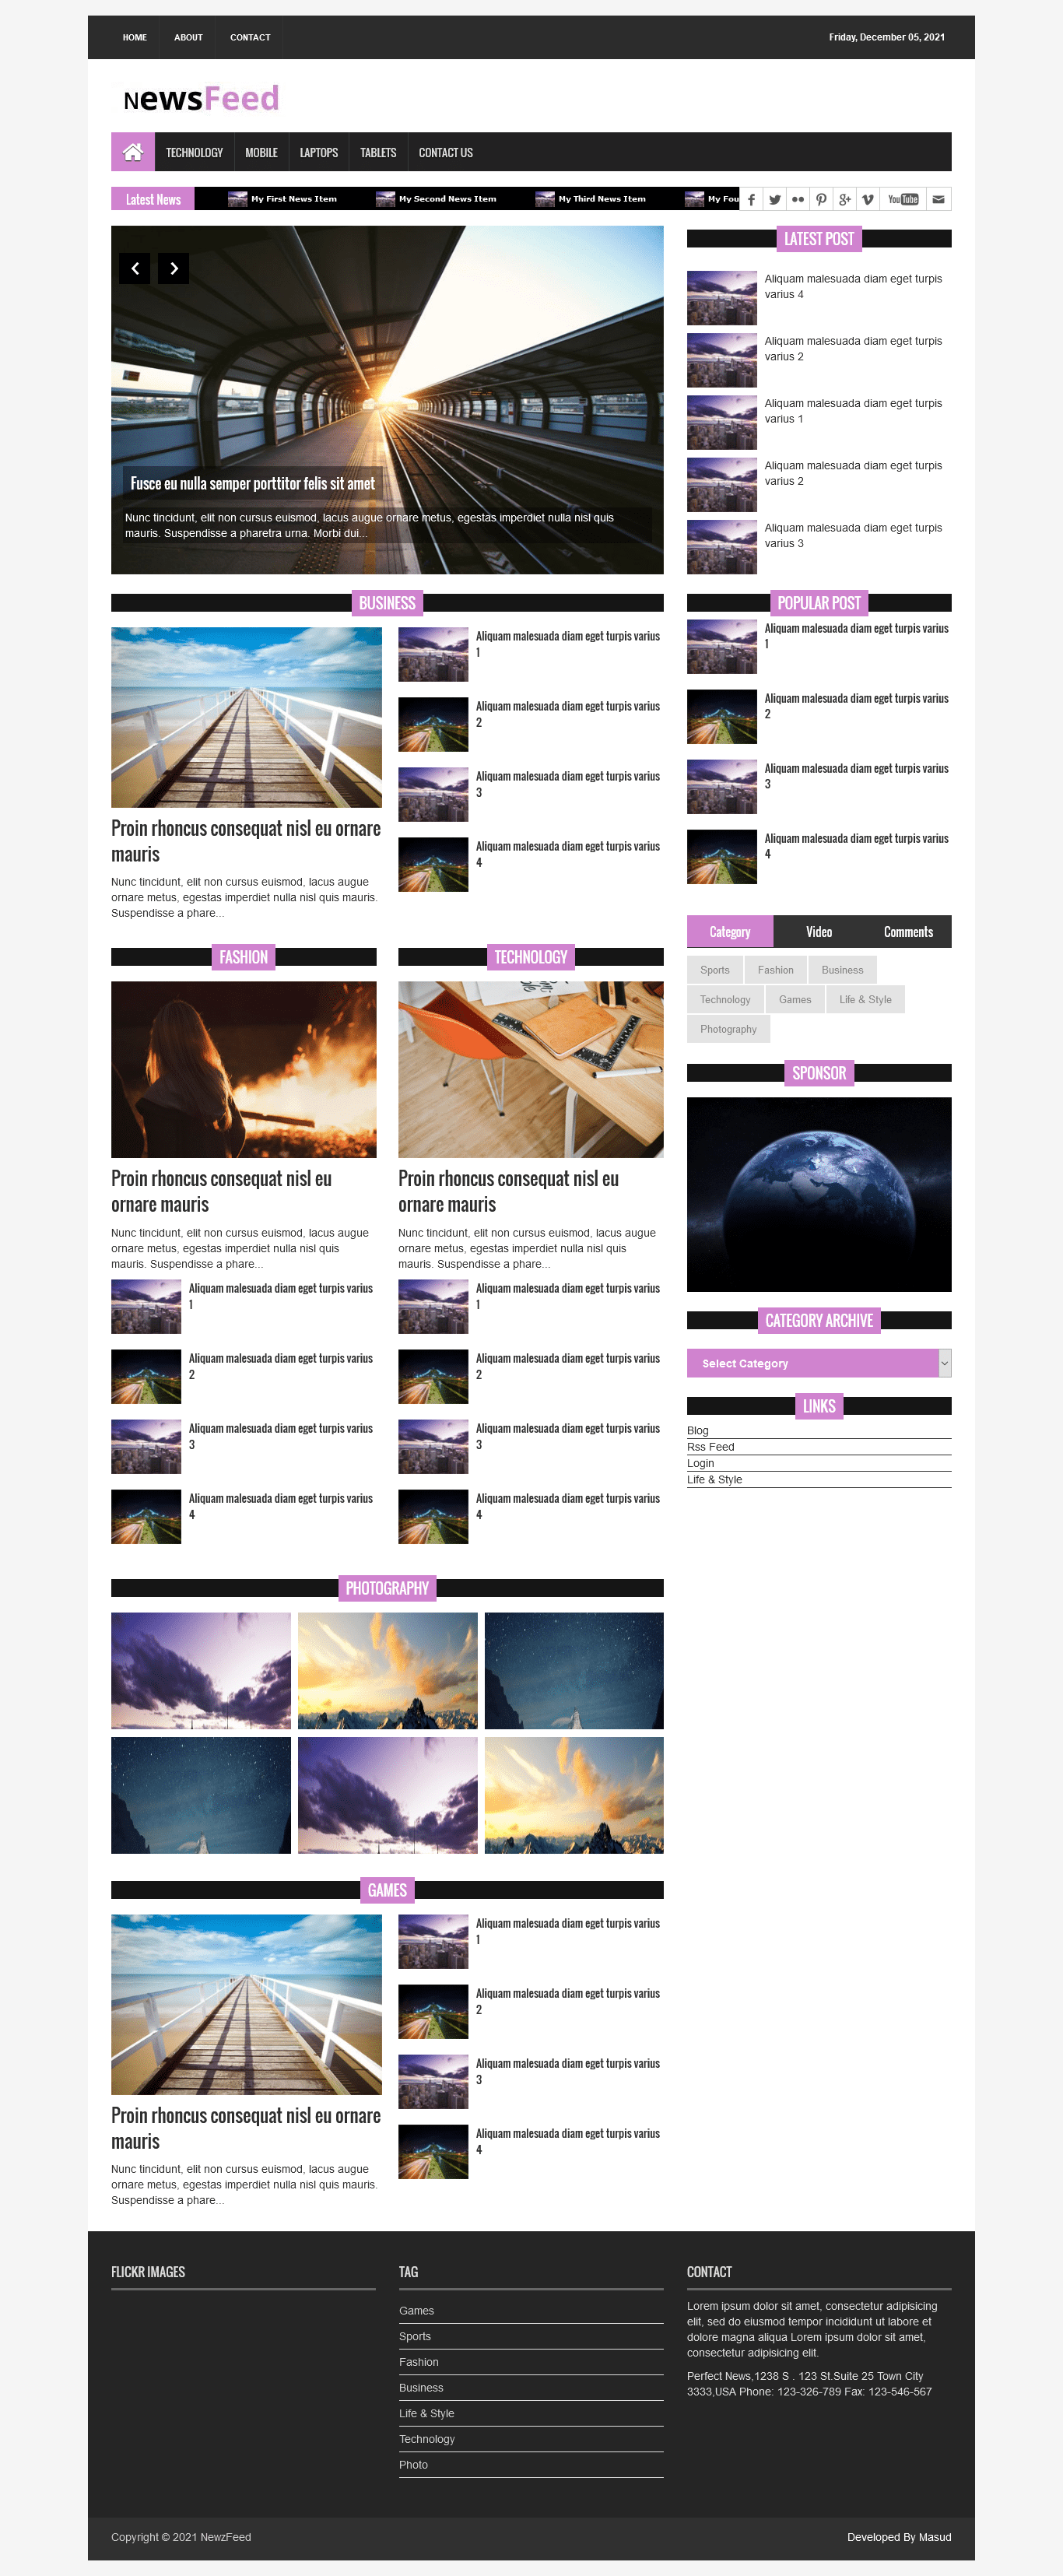 HOME ABOUT CONTACT Friday, December 05, 2021
NewsFeed
TECHNOLOGY MOBILE LAPTOPS TABLETS CONTACT US
Latest News My First News Item My Second News Item My Third News Item My Fou
You Tube
LATEST POST
Aliquam malesuada diam eget turpis
varius 4
Aliquam malesuada diam eget turpis
varius 2
Aliquam malesuada diam eget turpis
varius 1
Aliquam malesuada diam eget turpis
varius 2
Aliquam malesuada diam eget turpis
varius 3
Fusce eu nulla semper porttitor felis sit amet
Nunc tincidunt, elit non cursus euismod, lacus augue ornare metus, egestas imperdiet nulla nisl quis
mauris. Suspendisse a pharetra urna. Morbi dui...
BUSINESS
Proin rhoncus consequat nisl eu ornare
mauris
Nunc tincidunt, elit non cursus euismod, lacus augue
ornare metus, egestas imperdiet nulla nisl quis mauris.
Suspendisse a phare...
Aliquam malesuada diam eget turpis varius
1
Aliquam malesuada diam eget turpis varius
2
Aliquam malesuada diam eget turpis varius
3
Aliquam malesuada diam eget turpis varius
4
POPULAR POST
Aliquam malesuada diam eget turpis varius
1
Aliquam malesuada diam eget turpis varius
2
Aliquam malesuada diam eget turpis varius
3
Aliquam malesuada diam eget turpis varius
4
Category Video Comments
Sports Fashion Business
Technology Games Life & Style
Photography
FASHION
Proin rhoncus consequat nisl eu
ornare mauris
Nunc tincidunt, elit non cursus euismod, lacus augue
ornare metus, egestas imperdiet nulla nisl quis
mauris. Suspendisse a phare...
Aliquam malesuada diam eget turpis varius
1
Aliquam malesuada diam eget turpis varius
2
Aliquam malesuada diam eget turpis varius
3
Aliquam malesuada diam eget turpis varius
4
TECHNOLOGY
Proin rhoncus consequat nisl eu
ornare mauris
Nunc tincidunt, elit non cursus euismod, lacus augue
ornare metus, egestas imperdiet nulla nisl quis
mauris. Suspendisse a phare...
Aliquam malesuada diam eget turpis varius
1
Aliquam malesuada diam eget turpis varius
2
Aliquam malesuada diam eget turpis varius
3
Aliquam malesuada diam eget turpis varius
4
SPONSOR
CATEGORY ARCHIVE
Select Category
LINKS
Blog
Rss Feed
Login
Life & Style
PHOTOGRAPHY
GAMES
Proin rhoncus consequat nisl eu ornare
mauris
Nunc tincidunt, elit non cursus euismod, lacus augue
ornare metus, egestas imperdiet nulla nisl quis mauris.
Suspendisse a phare...
Aliquam malesuada diam eget turpis varius
1
Aliquam malesuada diam eget turpis varius
2
Aliquam malesuada diam eget turpis varius
3
Aliquam malesuada diam eget turpis varius
4
FLICKR IMAGES
TAG
Games
Sports
Fashion
Business
Life & Style
Technology
Photo
CONTACT
Lorem ipsum dolor sit amet, consectetur adipisicing
elit, sed do eiusmod tempor incididunt ut labore et
dolore magna aliqua Lorem ipsum dolor sit amet,
consectetur adipisicing elit.
Perfect News,1238 S . 123 St.Suite 25 Town City
3333,USA Phone: 123-326-789 Fax: 123-546-567
Copyright © 2021 NewzFeed Developed By Masud